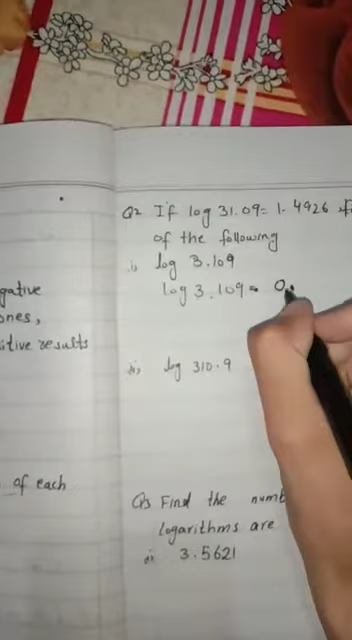 gative
ones,
itive results
of each
Q2 If log 31.09 = 1.4926
of the following
i) log 3.109
log 3.109 = 0.
ii) log 310.9
Q3 Find the numb
logarithms are
i) 3.5621